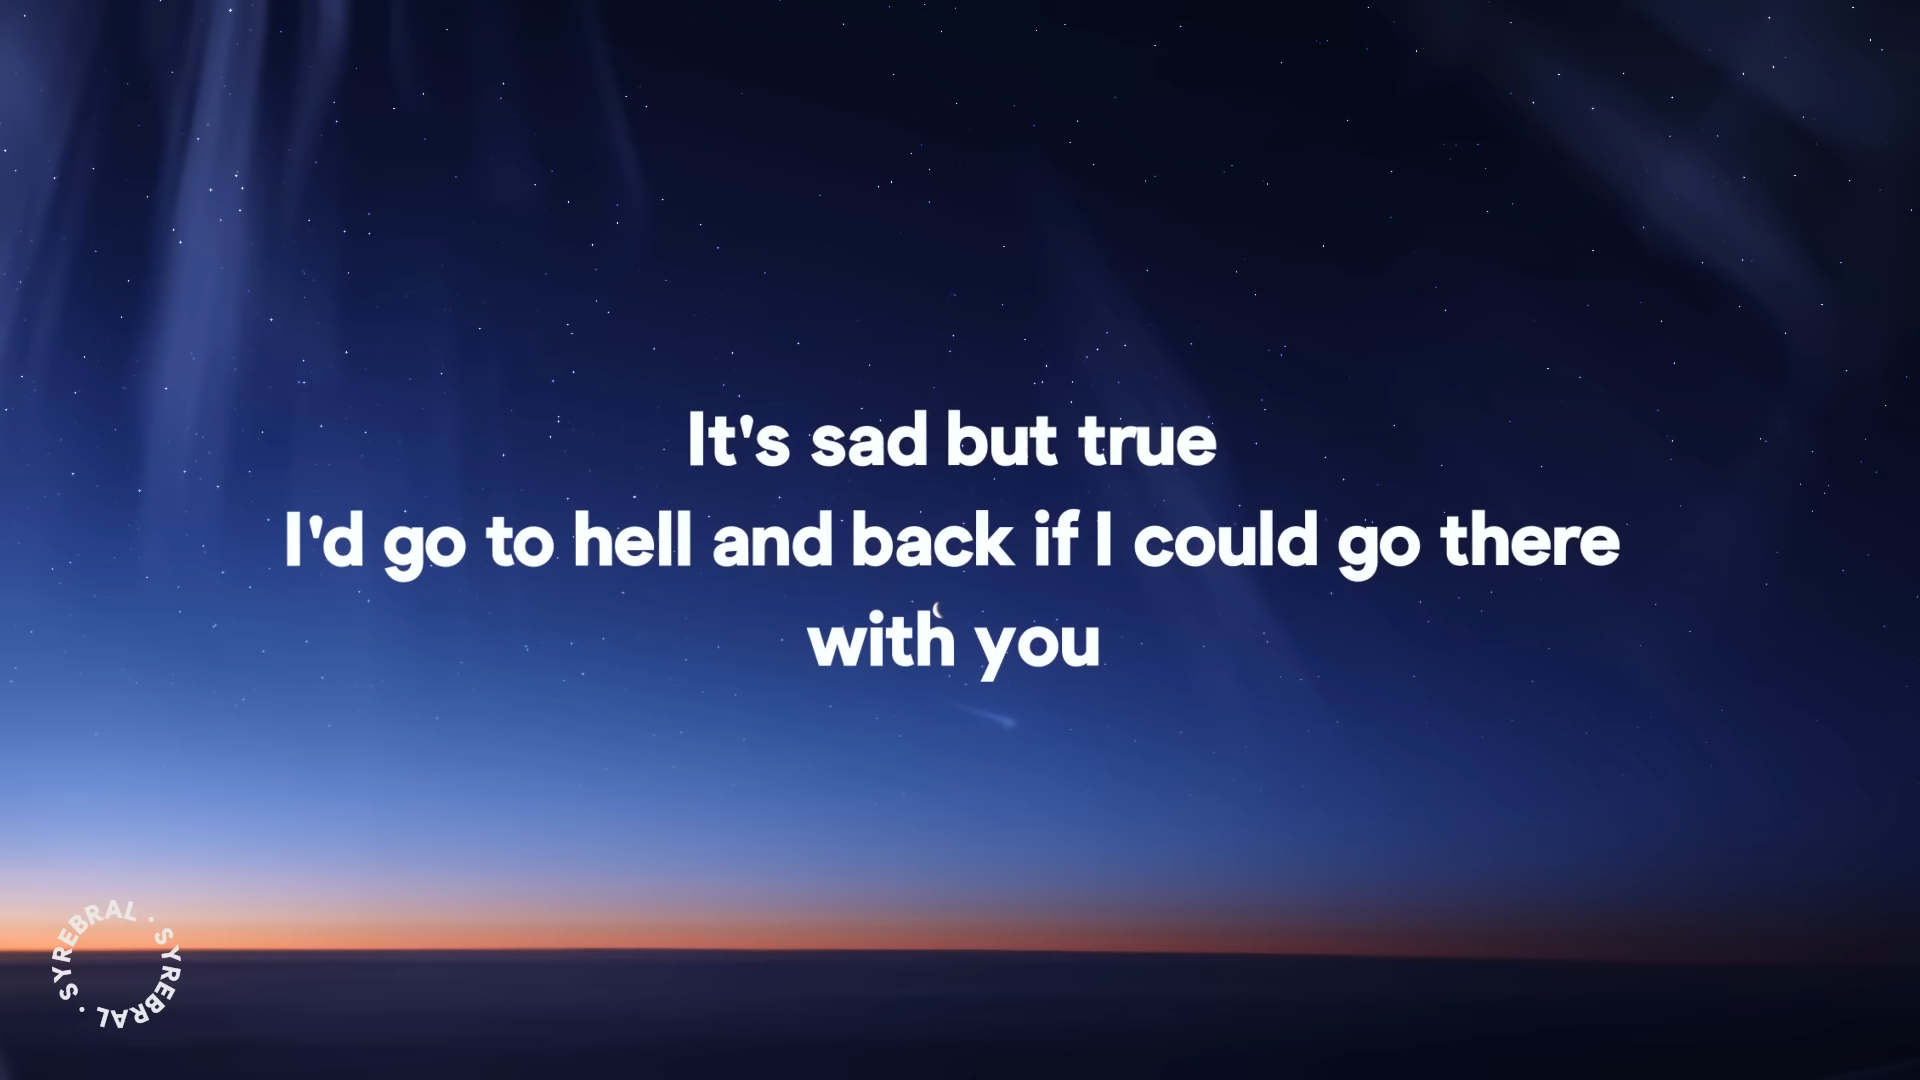 It's sad but true
I'd go to hell and back if I could go there
with you
SYREBRAL · SYREBRAL ·